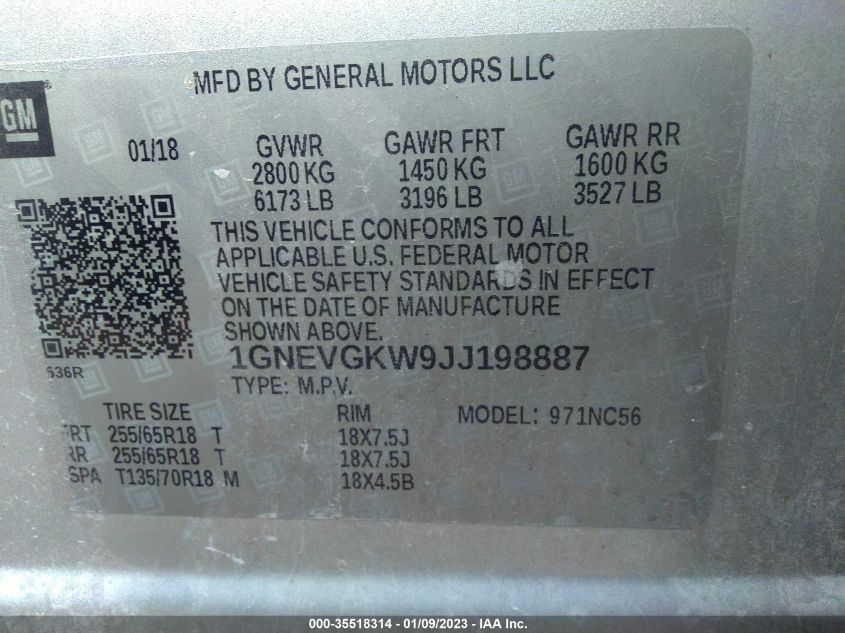 MFD BY GENERAL MOTORS LLC
GM
01/18 GVWR GAWR FRT GAWR RR
2800 KG 1450 KG 1600 KG
6173 LB 3196 LB 3527 LB
THIS VEHICLE CONFORMS TO ALL
APPLICABLE U.S. FEDERAL MOTOR
VEHICLE SAFETY STANDARDS IN EFFECT
ON THE DATE OF MANUFACTURE
SHOWN ABOVE.
1GNEVGKW9JJ198887
636R
TYPE: M.P.V.
TIRE SIZE RIM MODEL: 971NC56
FRT 255/65R18 T 18X7.5J
RR 255/65R18 T 18X7.5J
SPA T135/70R18 M 18X4.5B
000-35518314 - 01/09/2023 - IAA Inc.